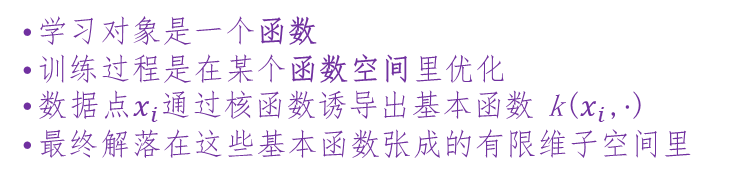 •学习对象是一个函数
•训练过程是在某个函数空间里优化
•数据点xᵢ通过核函数诱导出基本函数 k(xᵢ,·)
•最终解落在这些基本函数张成的有限维子空间里